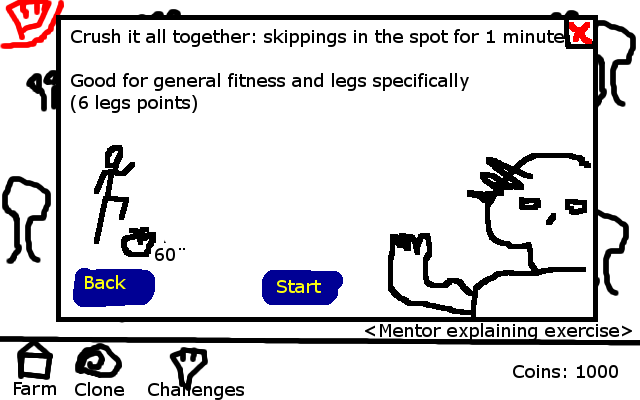 Crush it all together: skippings in the spot for 1 minute
Good for general fitness and legs specifically
(6 legs points)
60¨
Back
Start
<Mentor explaining exercise>
Farm
Clone
Challenges
Coins: 1000